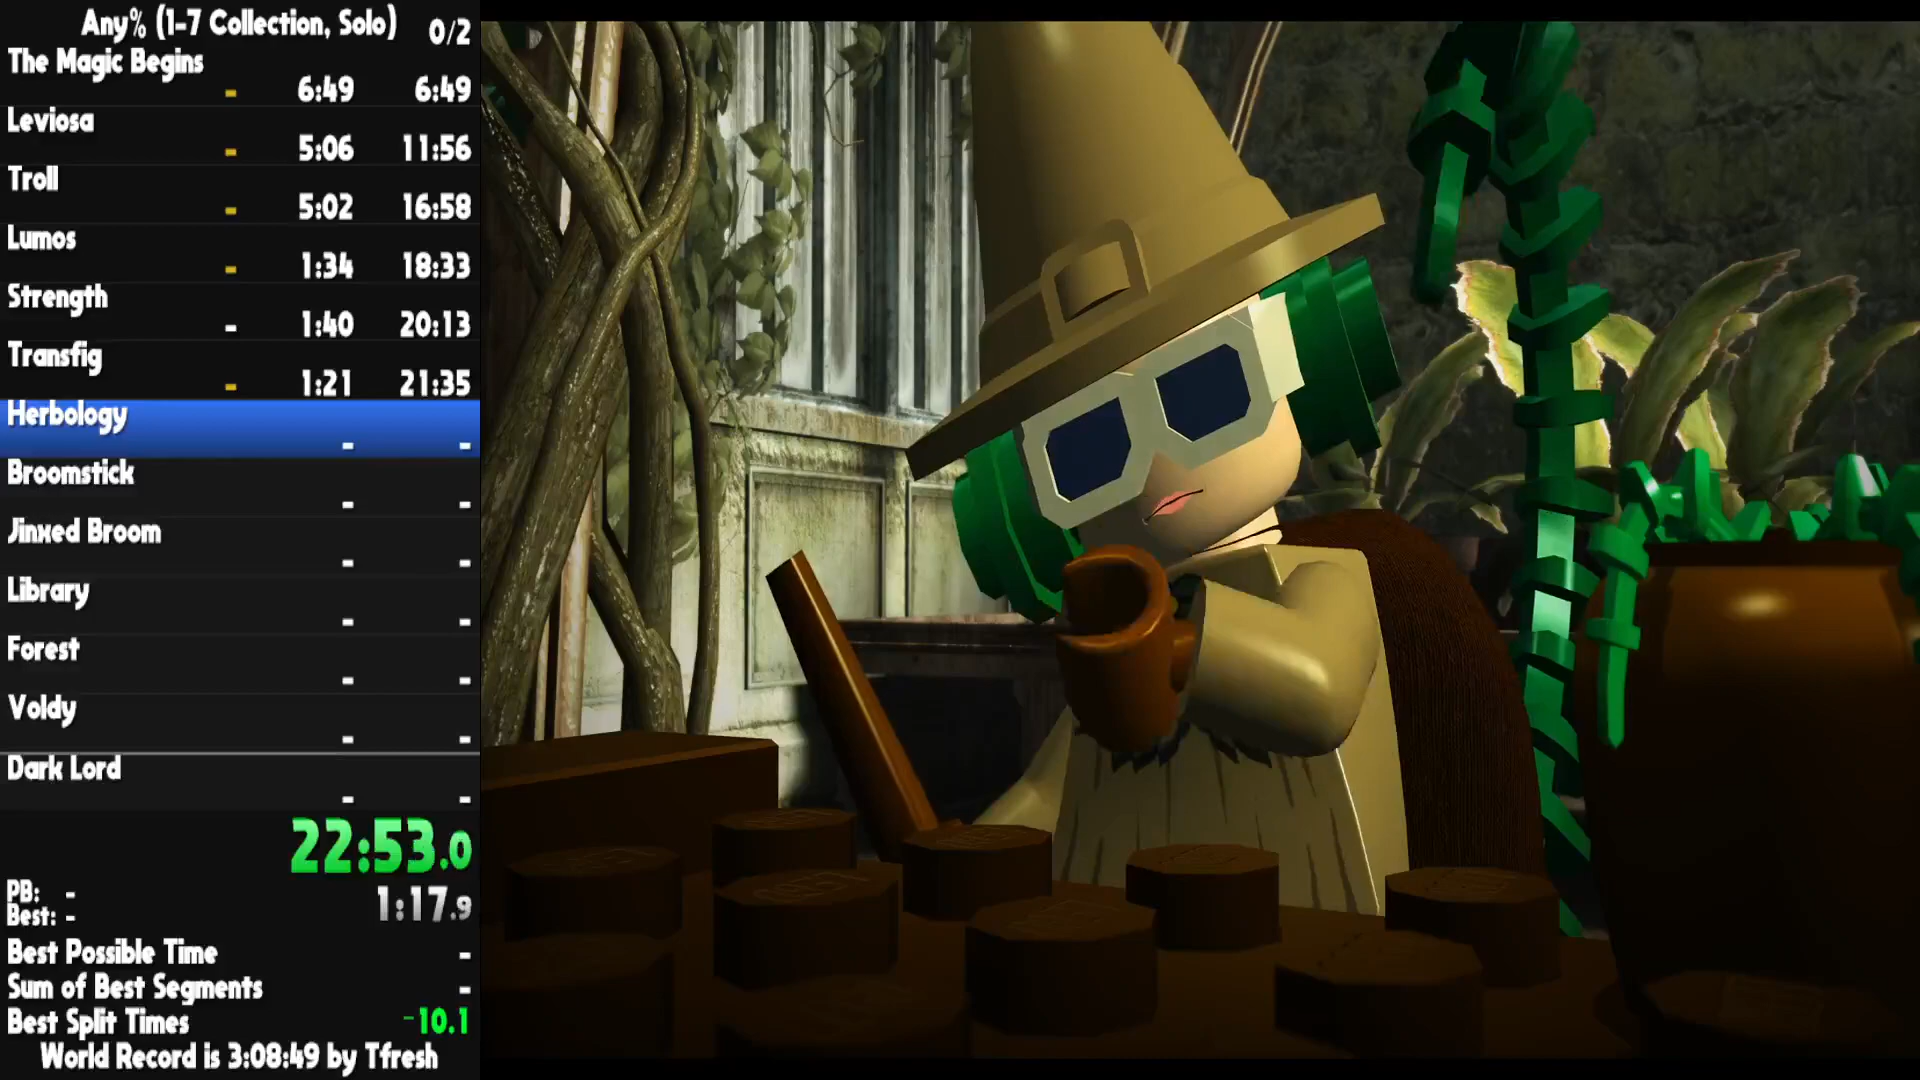 Any% (1-7 Collection, Solo) 0/2
The Magic Begins
- 6:49 6:49
Leviosa
- 5:06 11:56
Troll
- 5:02 16:58
Lumos
- 1:34 18:33
Strength
- 1:40 20:13
Transfig
- 1:21 21:35
Herbology
- -
Broomstick
- -
Jinxed Broom
- -
Library
- -
Forest
- -
Voldy
- -
Dark Lord
- -
22:53.0
PB: -
Best: - 1:17.9
Best Possible Time -
Sum of Best Segments -
Best Split Times -10.1
World Record is 3:08:49 by Tfresh